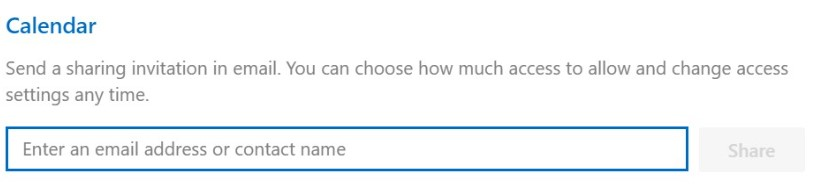 Calendar
Send a sharing invitation in email. You can choose how much access to allow and change access
settings any time.
Enter an email address or contact name
Share